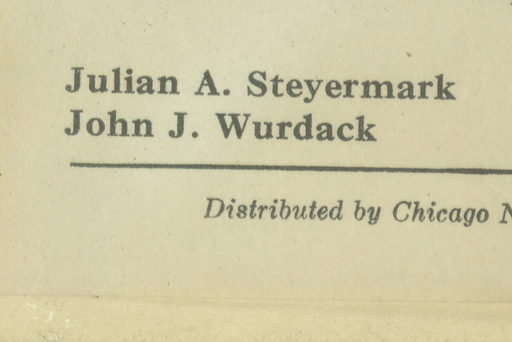 Julian A. Steyermark
John J. Wurdack
Distributed by Chicago